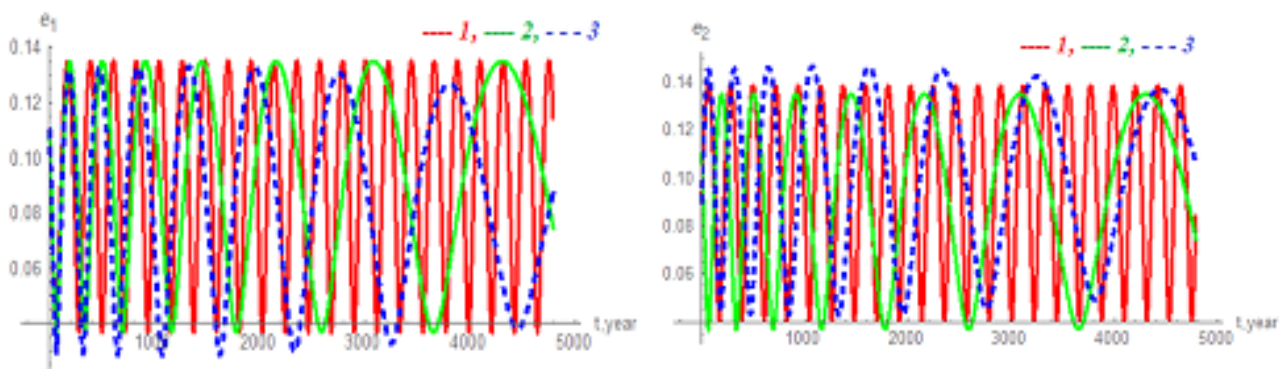 e1
---- 1, ---- 2, --- 3
0.14
0.12
0.10
0.08
0.06
1000 2000 3000 4000 5000
t,year
e2
---- 1, ---- 2, --- 3
0.14
0.12
0.10
0.08
0.06
1000 2000 3000 4000 5000
t,year